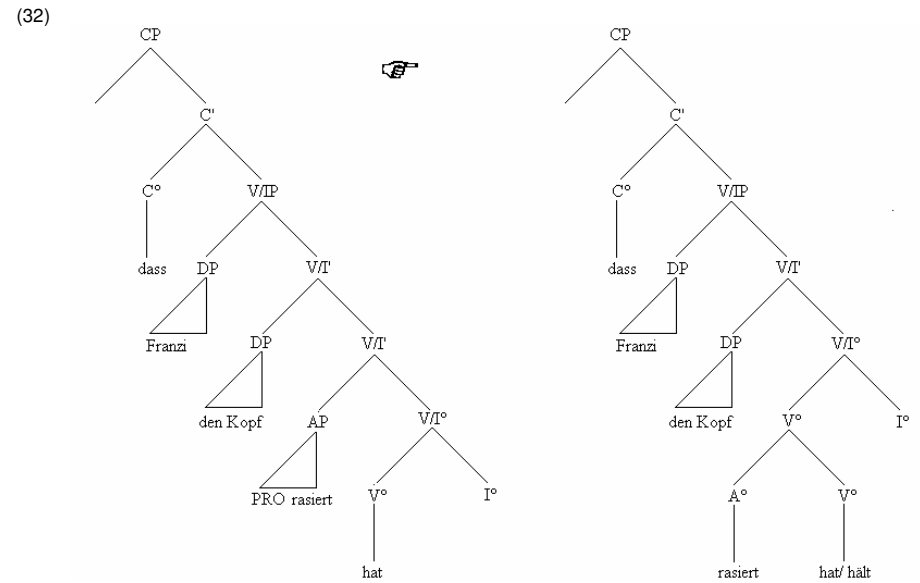 (32)
CP CP
C' C'
C° V/IP C° V/IP
dass DP V/I' dass DP V/I'
Franzi DP V/I' Franzi DP V/I°
den Kopf AP V/I° den Kopf V° I°
PRO rasiert V° I° A° V°
hat rasiert hat/ hält